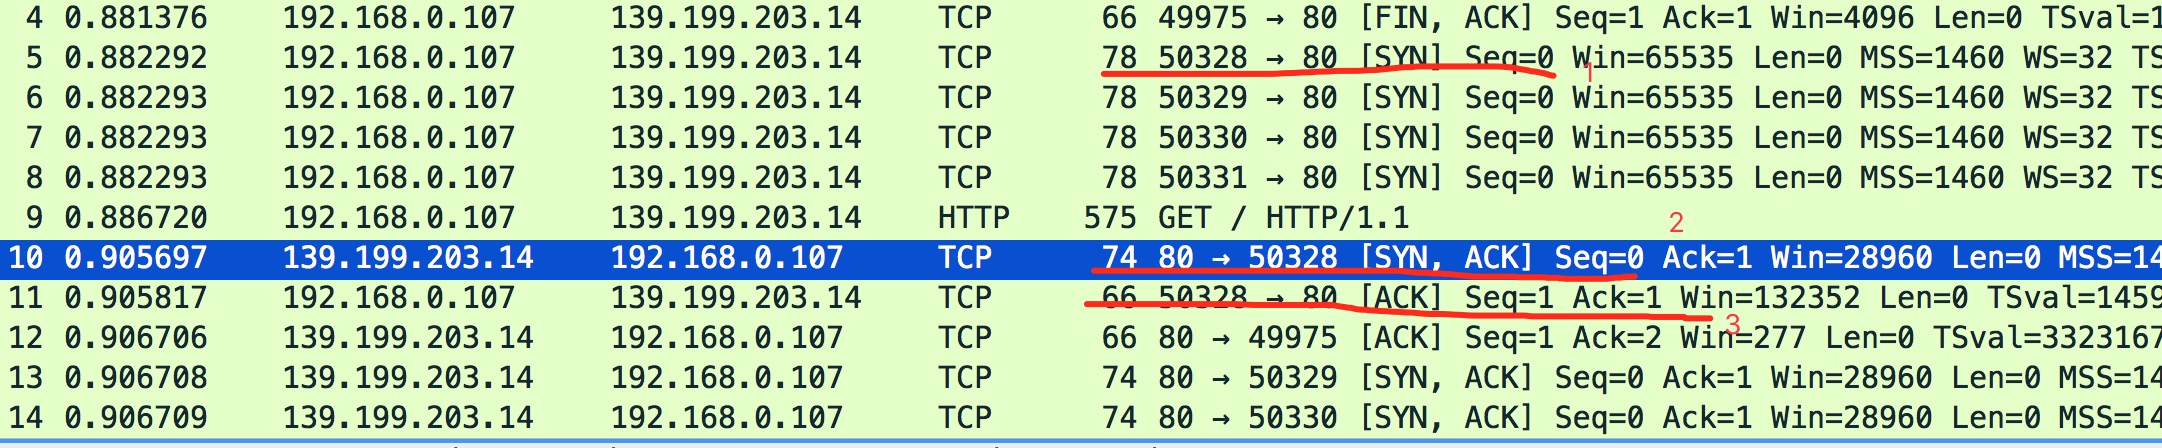 4 0.881376 192.168.0.107 139.199.203.14 TCP 66 49975 → 80 [FIN, ACK] Seq=1 Ack=1 Win=4096 Len=0 TSval=1
5 0.882292 192.168.0.107 139.199.203.14 TCP 78 50328 → 80 [SYN] Seq=0 Win=65535 Len=0 MSS=1460 WS=32 TS
1
6 0.882293 192.168.0.107 139.199.203.14 TCP 78 50329 → 80 [SYN] Seq=0 Win=65535 Len=0 MSS=1460 WS=32 TS
7 0.882293 192.168.0.107 139.199.203.14 TCP 78 50330 → 80 [SYN] Seq=0 Win=65535 Len=0 MSS=1460 WS=32 TS
8 0.882293 192.168.0.107 139.199.203.14 TCP 78 50331 → 80 [SYN] Seq=0 Win=65535 Len=0 MSS=1460 WS=32 TS
9 0.886720 192.168.0.107 139.199.203.14 HTTP 575 GET / HTTP/1.1
2
10 0.905697 139.199.203.14 192.168.0.107 TCP 74 80 → 50328 [SYN, ACK] Seq=0 Ack=1 Win=28960 Len=0 MSS=14
11 0.905817 192.168.0.107 139.199.203.14 TCP 66 50328 → 80 [ACK] Seq=1 Ack=1 Win=132352 Len=0 TSval=1459
3
12 0.906706 139.199.203.14 192.168.0.107 TCP 66 80 → 49975 [ACK] Seq=1 Ack=2 Win=277 Len=0 TSval=3323167
13 0.906708 139.199.203.14 192.168.0.107 TCP 74 80 → 50329 [SYN, ACK] Seq=0 Ack=1 Win=28960 Len=0 MSS=14
14 0.906709 139.199.203.14 192.168.0.107 TCP 74 80 → 50330 [SYN, ACK] Seq=0 Ack=1 Win=28960 Len=0 MSS=14